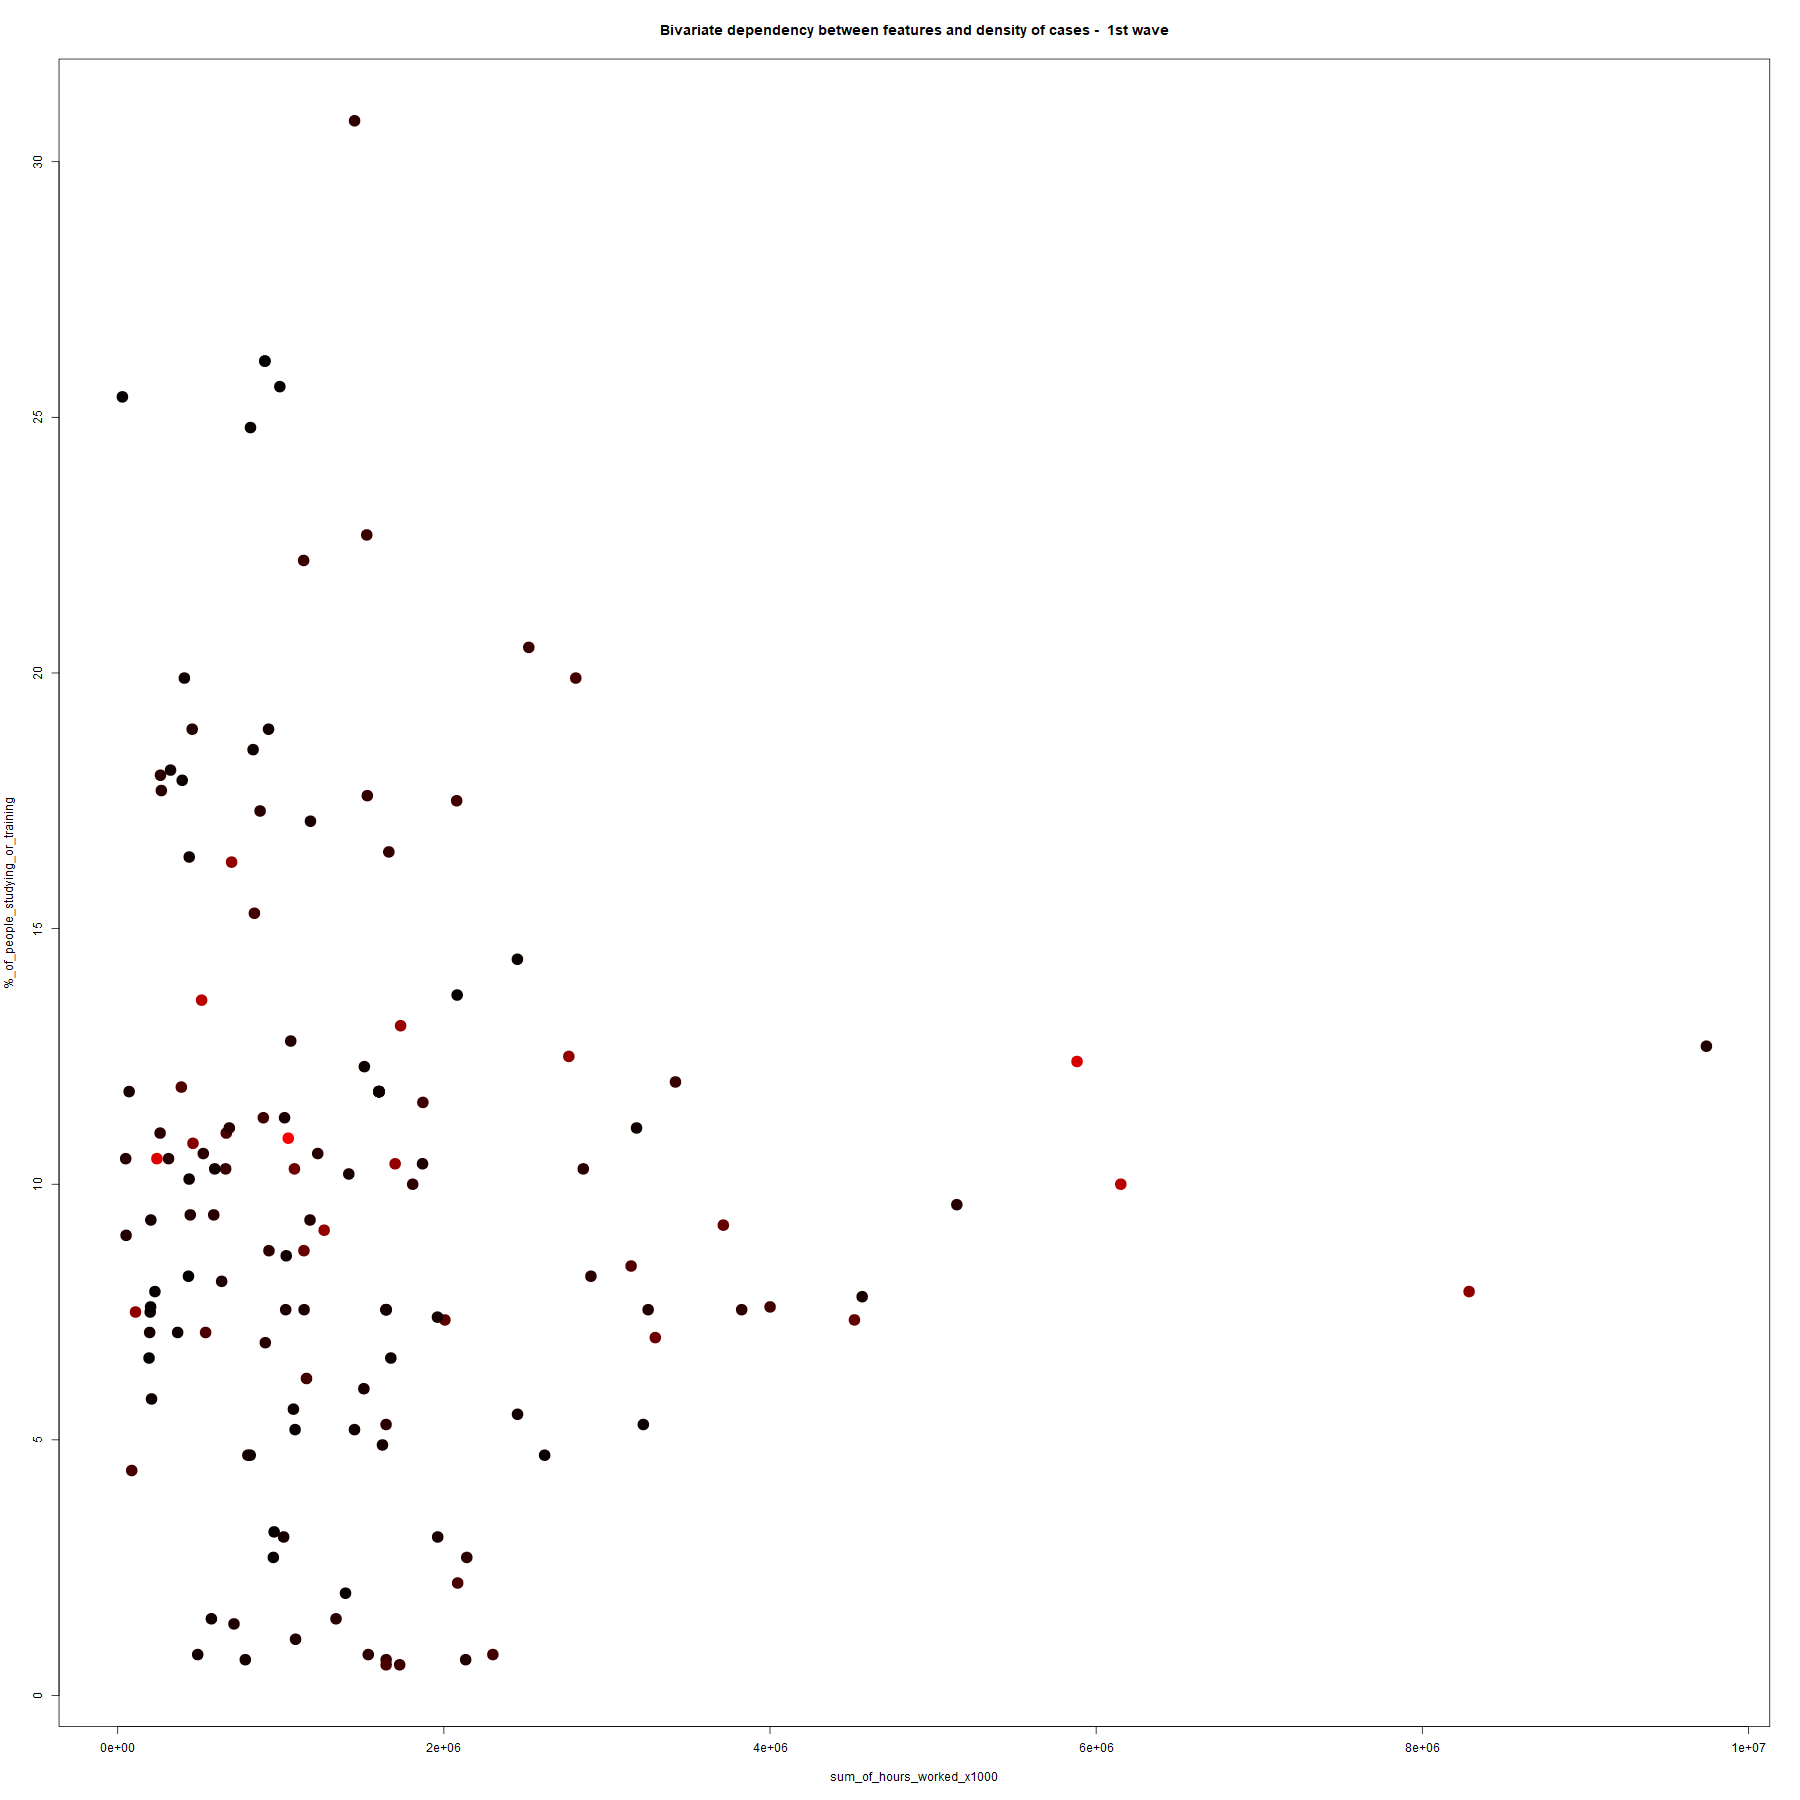 Bivariate dependency between features and density of cases -  1st wave
30
25
20
15
10
5
0
%_of_people_studying_or_training
0e+00 2e+06 4e+06 6e+06 8e+06 1e+07
sum_of_hours_worked_x1000